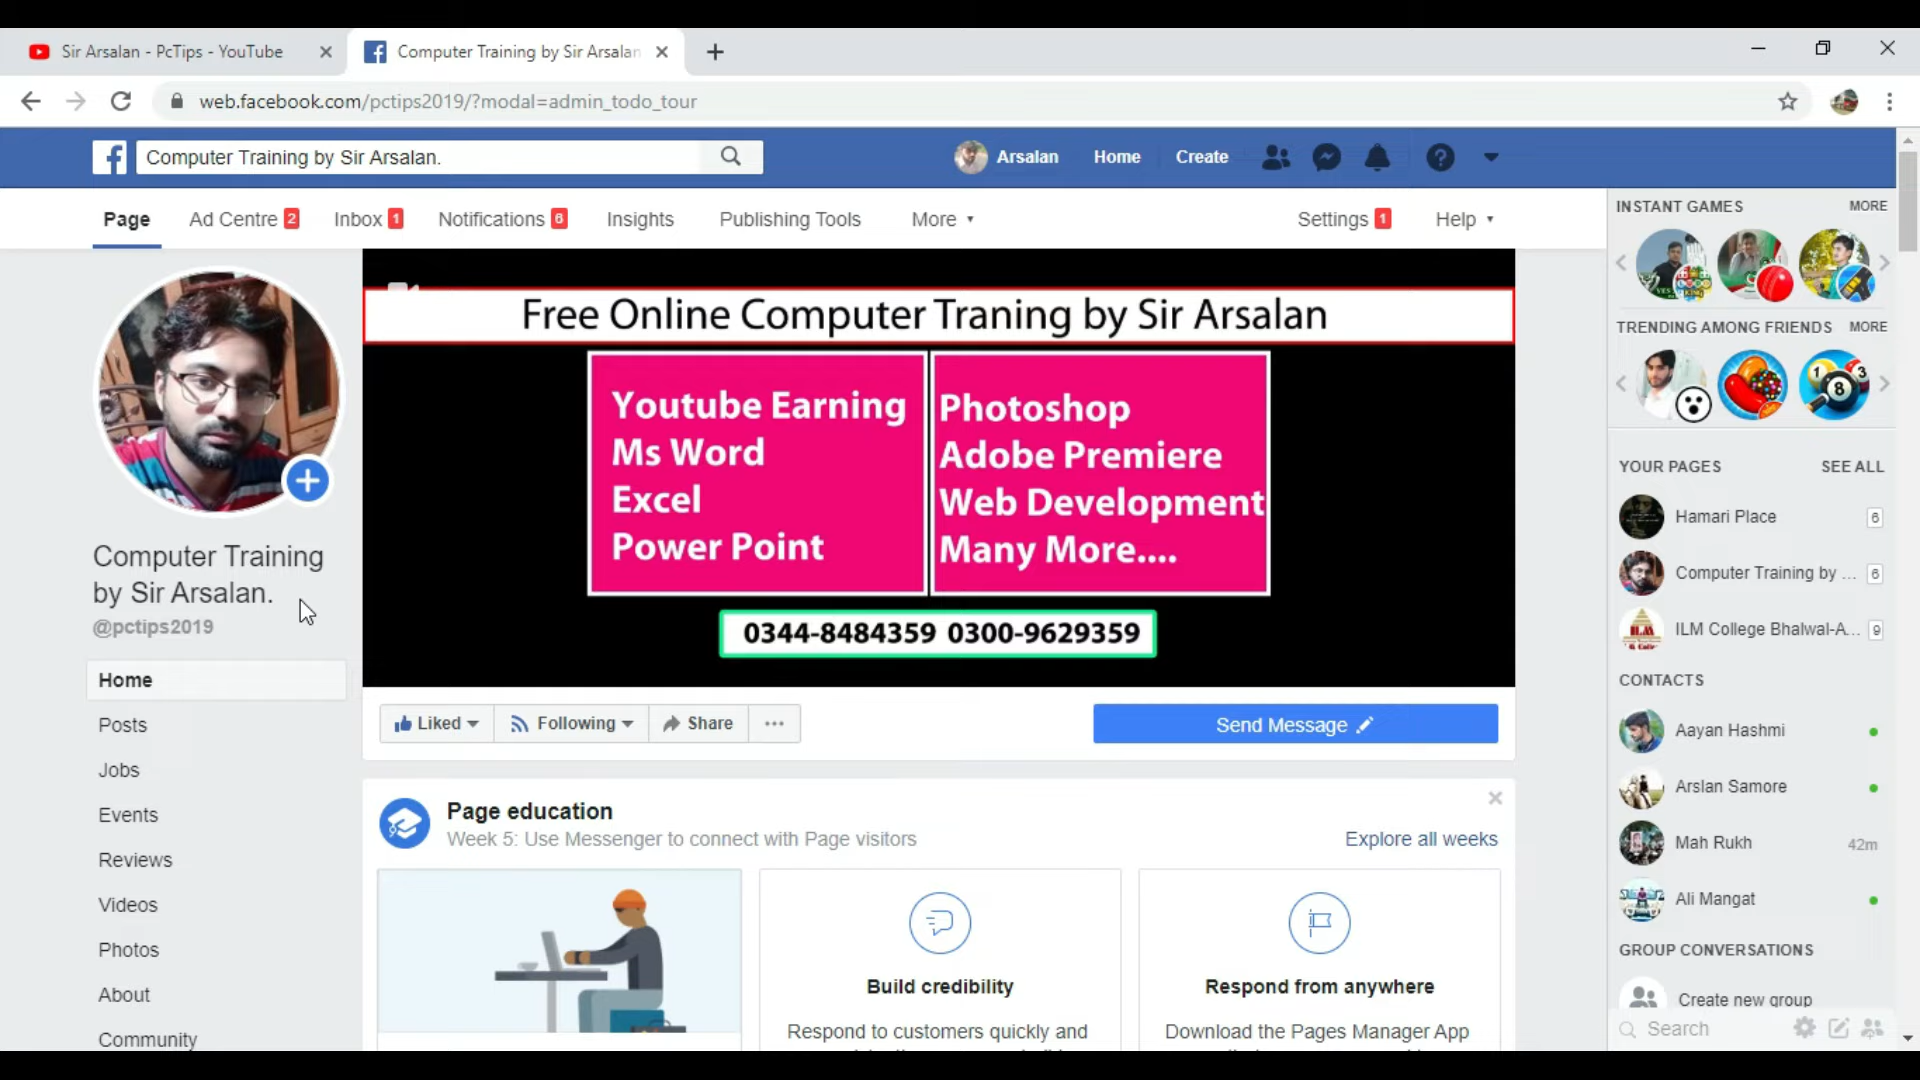 Sir Arsalan - PcTips - YouTube
Computer Training by Sir Arsalan
web.facebook.com/pctips2019/?modal=admin_todo_tour
Computer Training by Sir Arsalan.
Arsalan
Home
Create
Page
Ad Centre 2
Inbox 1
Notifications 6
Insights
Publishing Tools
More
Settings 1
Help
Free Online Computer Traning by Sir Arsalan
Youtube Earning
Ms Word
Excel
Power Point
Photoshop
Adobe Premiere
Web Development
Many More....
0344-8484359 0300-9629359
Computer Training
by Sir Arsalan.
@pctips2019
Home
Posts
Jobs
Events
Reviews
Videos
Photos
About
Community
Liked
Following
Share
Send Message
Page education
Week 5: Use Messenger to connect with Page visitors
Explore all weeks
Build credibility
Respond to customers quickly and
Respond from anywhere
Download the Pages Manager App
INSTANT GAMES
MORE
TRENDING AMONG FRIENDS
MORE
YOUR PAGES
SEE ALL
Hamari Place 6
Computer Training by ... 6
ILM College Bhalwal-A... 9
CONTACTS
Aayan Hashmi
Arslan Samore
Mah Rukh 42m
Ali Mangat
GROUP CONVERSATIONS
Create new group
Search